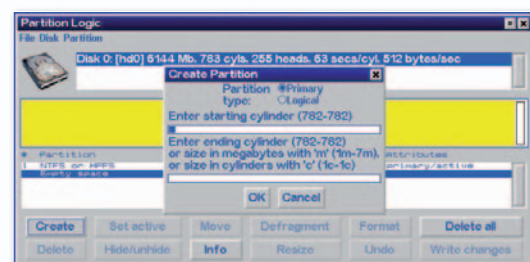 Partition Logic
File Disk Partition
Disk 0: [hd0] 6144 Mb, 783 cyls, 255 heads, 63 secs/cyl, 512 bytes/sec
Create Partition
Partition type: Primary
Logical
Enter starting cylinder (782-782)
Enter ending cylinder (782-782)
or size in megabytes with 'm' (1m-7m),
or size in cylinders with 'c' (1c-1c)
OK Cancel
# Partition Attributes
NTFS or HPFS primary/active
Empty space
Create Set active Move Defragment Format Delete all
Delete Hide/unhide Info Resize Undo Write changes